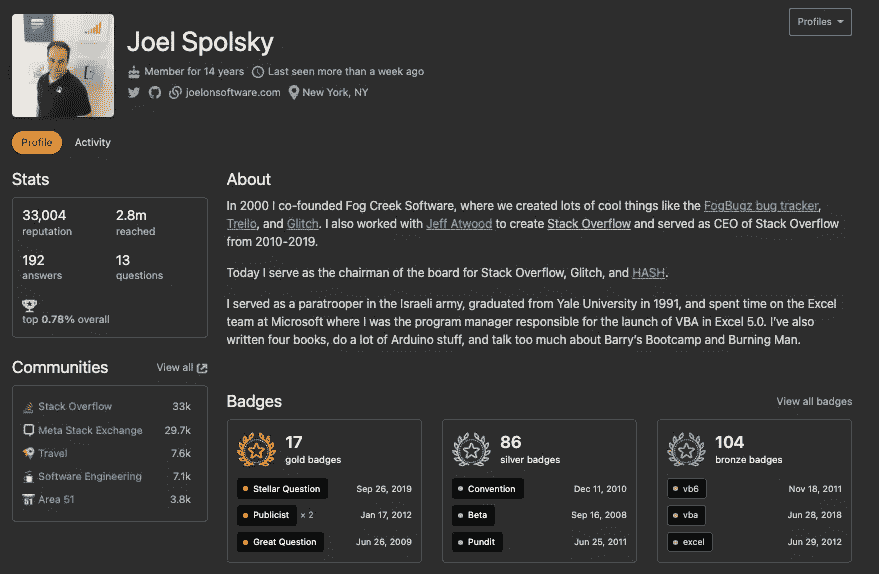 Profiles
Joel Spolsky
Member for 14 years Last seen more than a week ago
joelonsoftware.com New York, NY
Profile Activity
Stats
33,004 2.8m
reputation reached
192 13
answers questions
top 0.78% overall
Communities View all
Stack Overflow 33k
Meta Stack Exchange 29.7k
Travel 7.6k
Software Engineering 7.1k
Area 51 3.8k
About
In 2000 I co-founded Fog Creek Software, where we created lots of cool things like the FogBugz bug tracker,
Trello, and Glitch. I also worked with Jeff Atwood to create Stack Overflow and served as CEO of Stack Overflow
from 2010-2019.
Today I serve as the chairman of the board for Stack Overflow, Glitch, and HASH.
I served as a paratrooper in the Israeli army, graduated from Yale University in 1991, and spent time on the Excel
team at Microsoft where I was the program manager responsible for the launch of VBA in Excel 5.0. I've also
written four books, do a lot of Arduino stuff, and talk too much about Barry's Bootcamp and Burning Man.
Badges View all badges
17
gold badges
Stellar Question Sep 26, 2019
Publicist × 2 Jan 17, 2012
Great Question Jun 26, 2009
86
silver badges
Convention Dec 11, 2010
Beta Sep 16, 2008
Pundit Jun 25, 2011
104
bronze badges
vb6 Nov 18, 2011
vba Jun 28, 2018
excel Jun 29, 2012